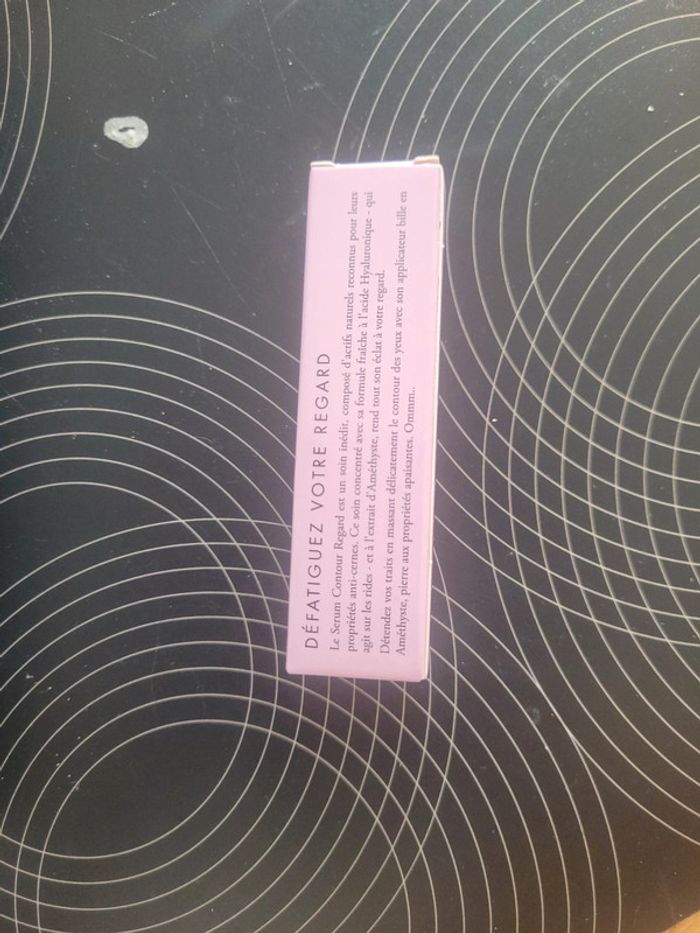 DÉFATIGUEZ VOTRE REGARD
Le Serum Contour Regard est un soin inédit, composé d'actifs naturels reconnus pour leurs
propriétés anti-cernes. Ce soin concentré avec sa formule fraîche à l'acide Hyaluronique - qui
agit sur les rides - et à l'extrait d'Améthyste, rend tout son éclat à votre regard.
Détendez vos traits en massant délicatement le contour des yeux avec son applicateur bille en
Améthyste, pierre aux propriétés apaisantes. Ommm...